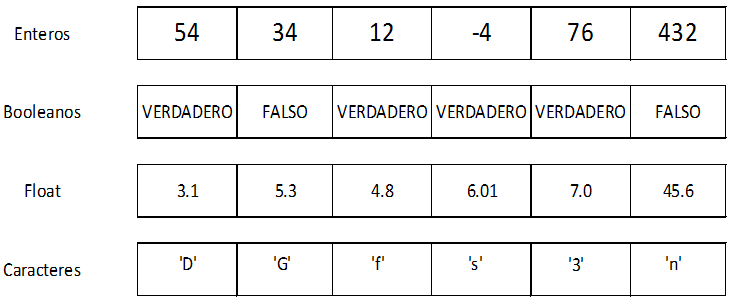 Enteros 54 34 12 -4 76 432
Booleanos VERDADERO FALSO VERDADERO VERDADERO VERDADERO FALSO
Float 3.1 5.3 4.8 6.01 7.0 45.6
Caracteres 'D' 'G' 'f' 's' '3' 'n'